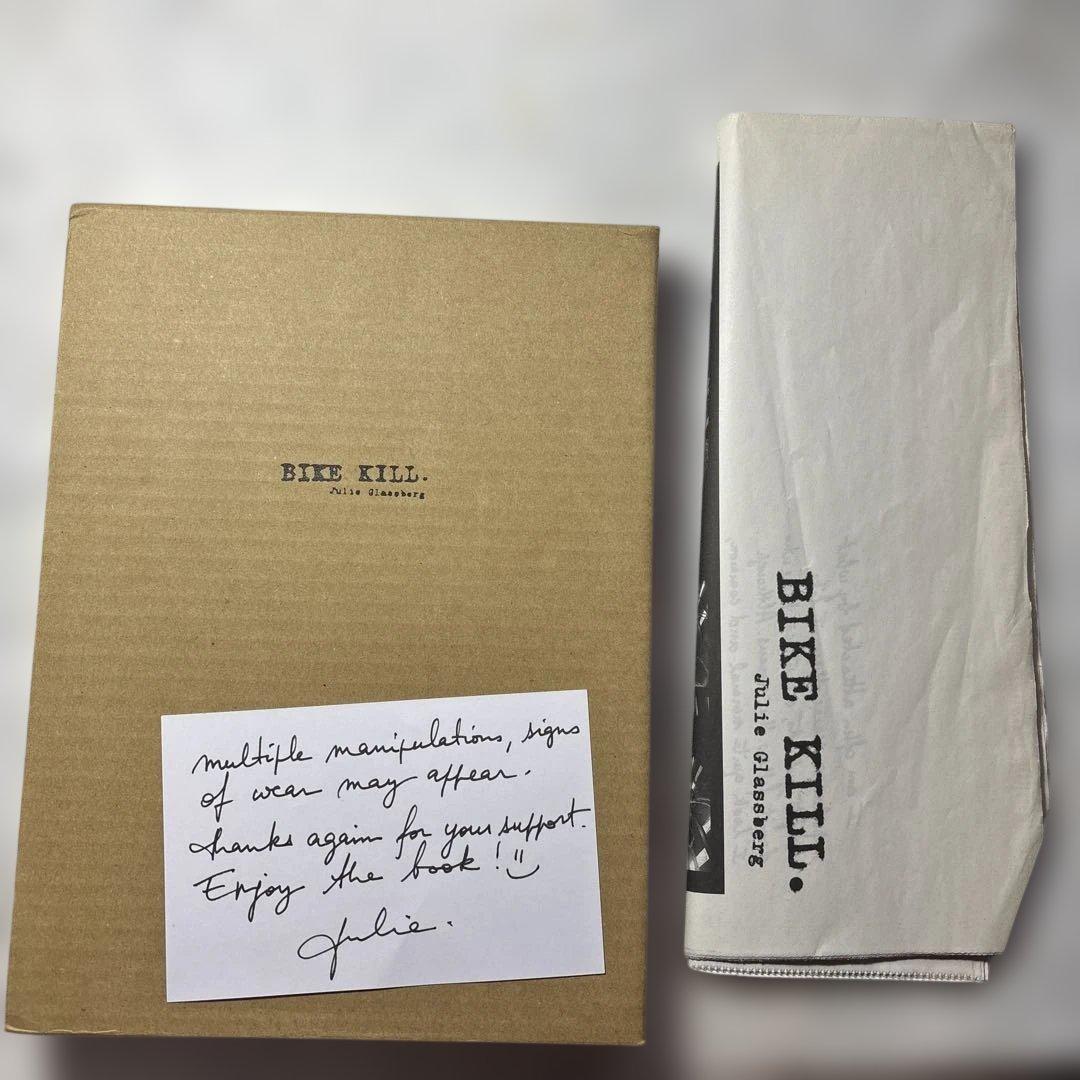 BIKE KILL.
Julie Glassberg
multiple manipulations, signs
of wear may appear.
thanks again for your support.
Enjoy the book! :)
Julie.
BIKE KILL.
Julie Glassberg